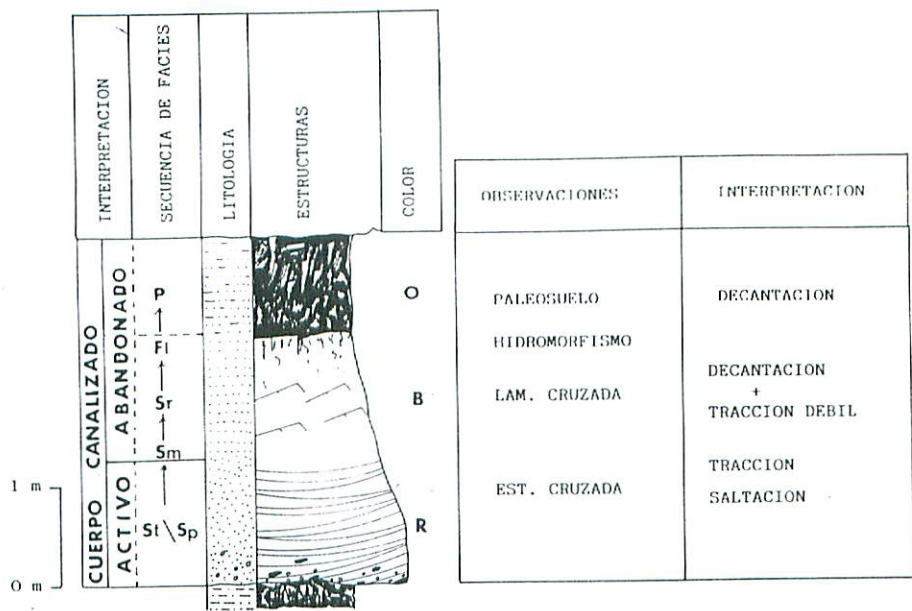 INTERPRETACION
SECUENCIA DE FACIES
LITOLOGIA
ESTRUCTURAS
COLOR
OBSERVACIONES
INTERPRETACION
CUERPO CANALIZADO
ABANDONADO
ACTIVO
P
Fl
Sr
Sm
St\Sp
O
B
R
PALEOSUELO
HIDROMORFISMO
LAM. CRUZADA
EST. CRUZADA
DECANTACION
DECANTACION
+
TRACCION DEBIL
TRACCION
SALTACION
1 m
0 m